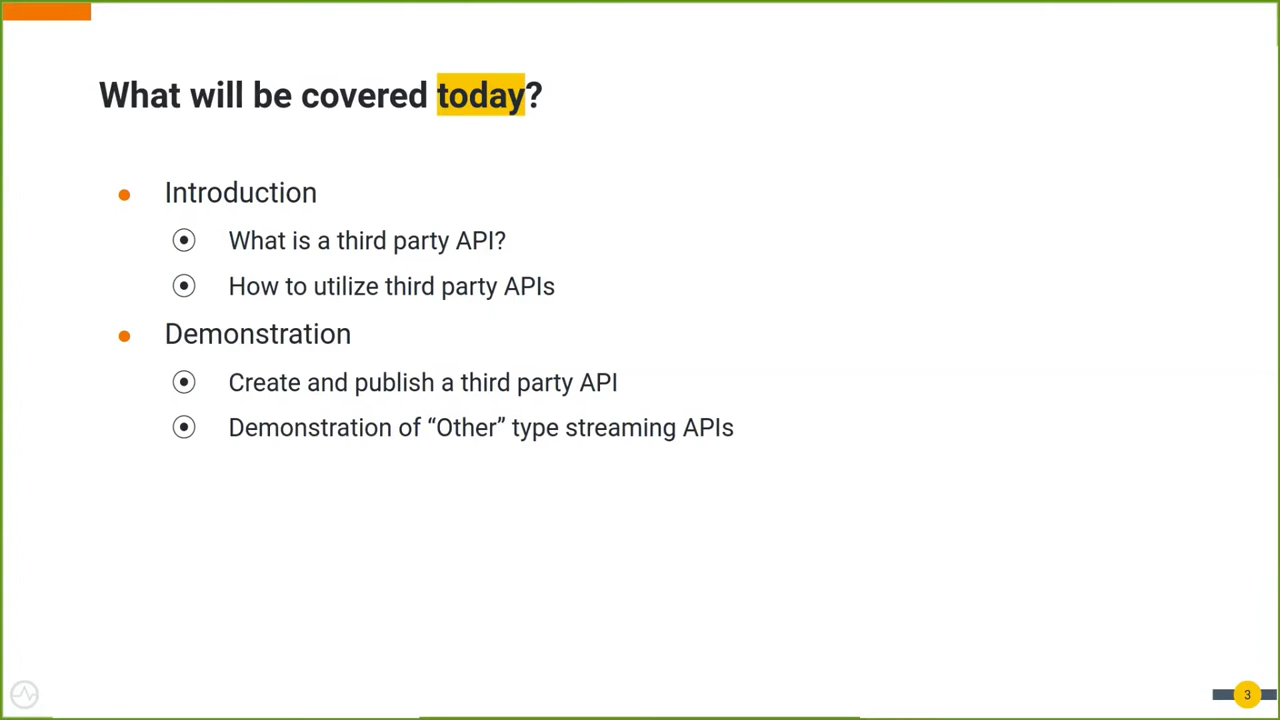 What will be covered today?
Introduction
What is a third party API?
How to utilize third party APIs
Demonstration
Create and publish a third party API
Demonstration of “Other” type streaming APIs
3